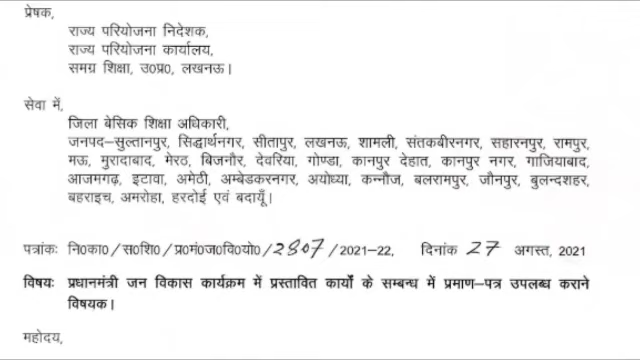 प्रेषक,
राज्य परियोजना निदेशक,
राज्य परियोजना कार्यालय,
समग्र शिक्षा, उ0प्र0, लखनऊ।
सेवा में,
जिला बेसिक शिक्षा अधिकारी,
जनपद–सुल्तानपुर, सिद्धार्थनगर, सीतापुर, लखनऊ, शामली, संतकबीरनगर, सहारनपुर, रामपुर,
मऊ, मुरादाबाद, मेरठ, बिजनौर, देवरिया, गोण्डा, कानपुर देहात, कानपुर नगर, गाजियाबाद,
आजमगढ़, इटावा, अमेठी, अम्बेडकरनगर, अयोध्या, कन्नौज, बलरामपुर, जौनपुर, बुलन्दशहर,
बहराइच, अमरोहा, हरदोई एवं बदायूँ।
पत्रांकः नि0का0/स0शि0/प्र0मं0ज0वि0यो0/2807/2021-22, दिनांक 27 अगस्त, 2021
विषयः प्रधानमंत्री जन विकास कार्यक्रम में प्रस्तावित कार्यों के सम्बन्ध में प्रमाण–पत्र उपलब्ध कराने
विषयक।
महोदय,